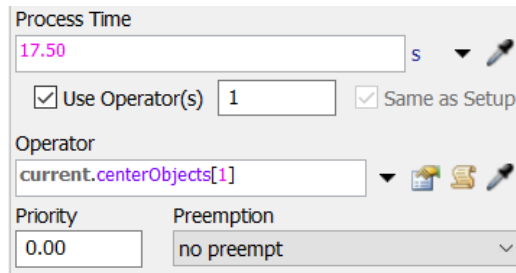 Process Time
17.50 s
Use Operator(s) 1 Same as Setup
Operator
current.centerObjects[1]
Priority Preemption
0.00 no preempt